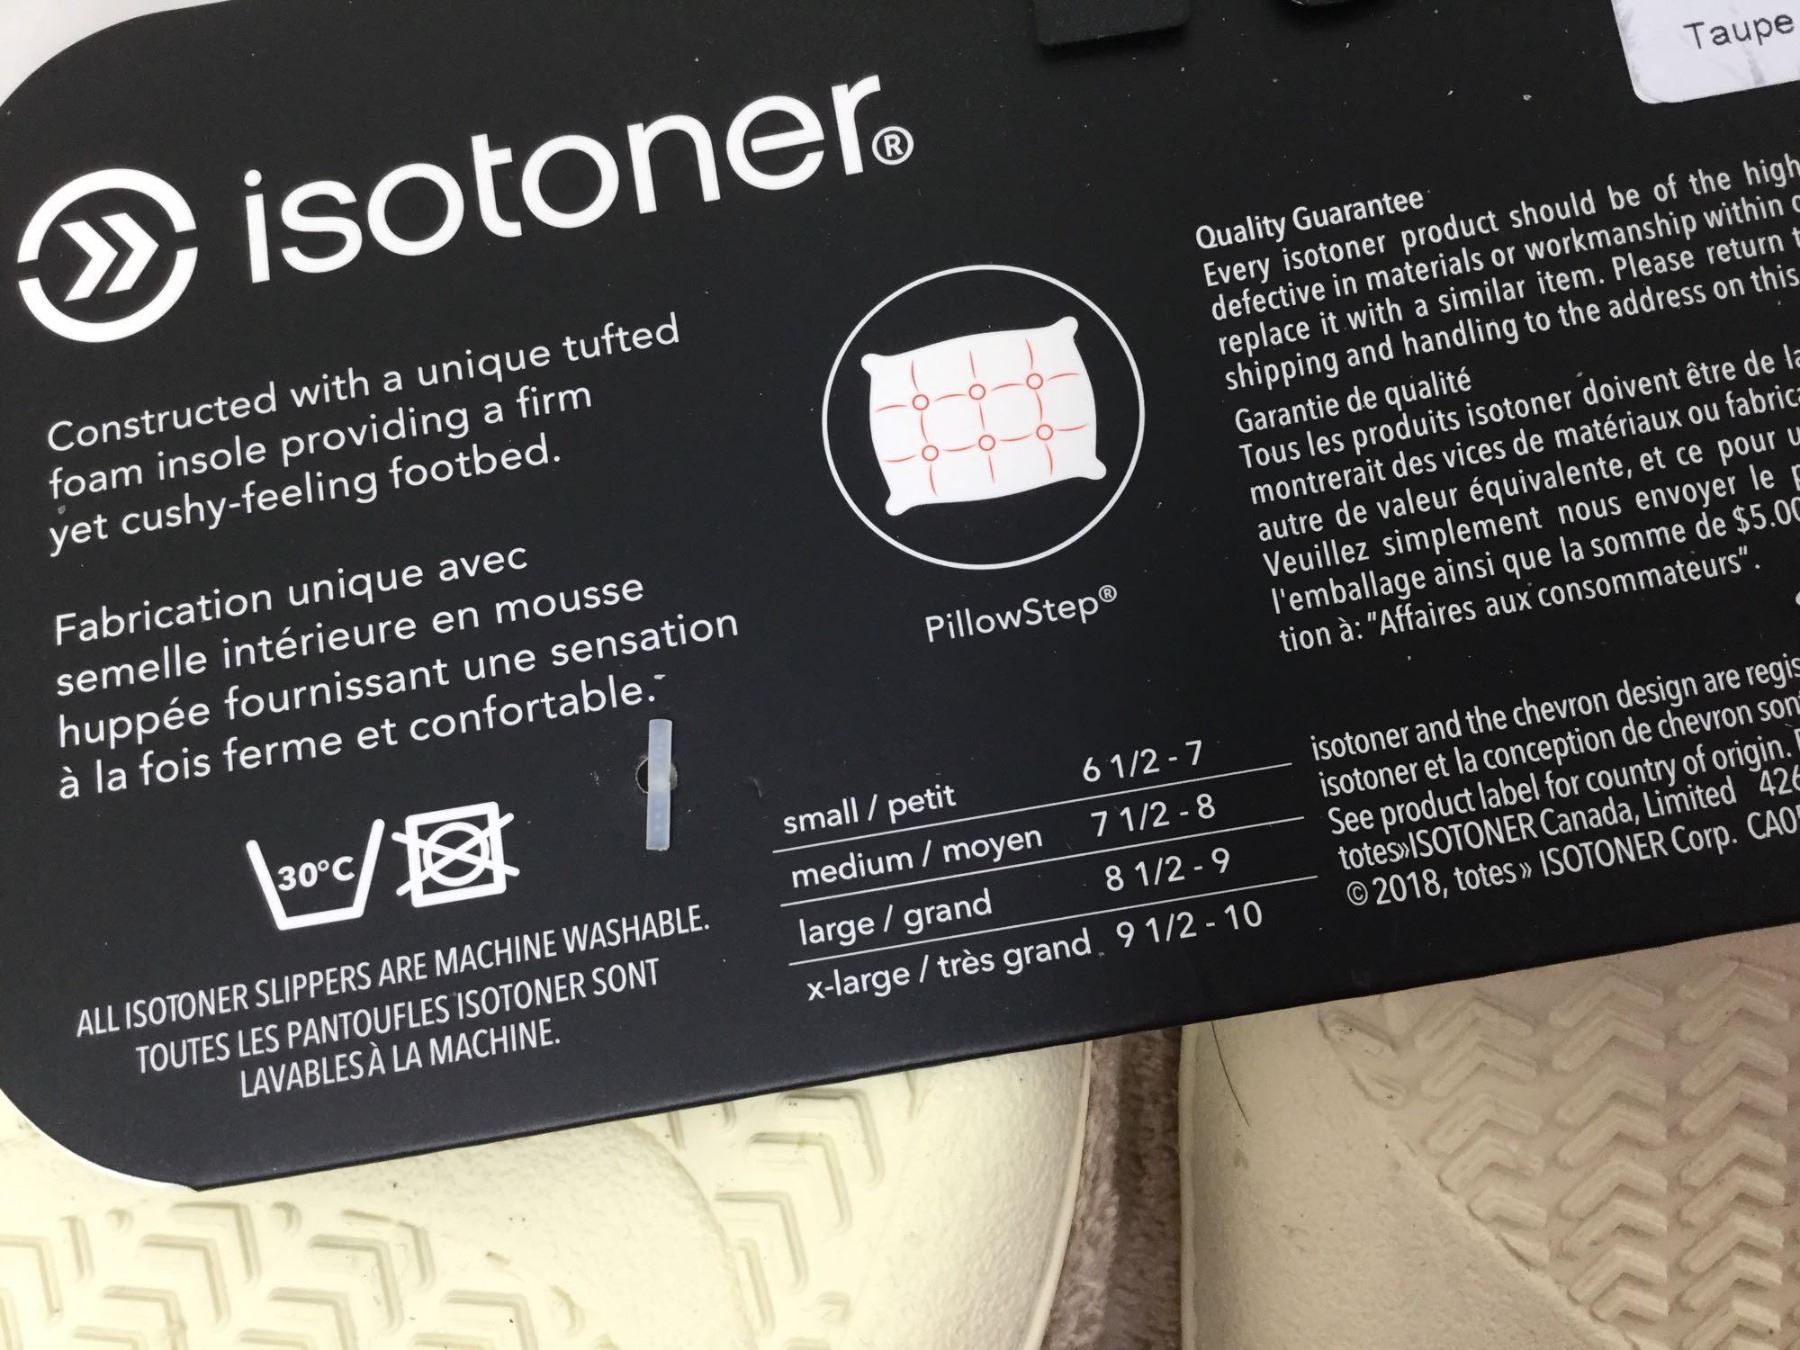 isotoner®
Constructed with a unique tufted
foam insole providing a firm
yet cushy-feeling footbed.
Fabrication unique avec
semelle intérieure en mousse
huppée fournissant une sensation
à la fois ferme et confortable.
30°C
ALL ISOTONER SLIPPERS ARE MACHINE WASHABLE.
TOUTES LES PANTOUFLES ISOTONER SONT
LAVABLES À LA MACHINE.
PillowStep®
small / petit 6 1/2 - 7
medium / moyen 7 1/2 - 8
large / grand 8 1/2 - 9
x-large / très grand 9 1/2 - 10
Taupe
Quality Guarantee
Every isotoner product should be of the high
defective in materials or workmanship within
replace it with a similar item. Please return
shipping and handling to the address on this
Garantie de qualité
Tous les produits isotoner doivent être de
montrerait des vices de matériaux ou fabric
autre de valeur équivalente, et ce pour
Veuillez simplement nous envoyer le
l'emballage ainsi que la somme de $5.00
tion à: "Affaires aux consommateurs".
isotoner and the chevron design are regis
isotoner et la conception de chevron son
See product label for country of origin.
totes»ISOTONER Canada, Limited 426
© 2018, totes» ISOTONER Corp. CA0